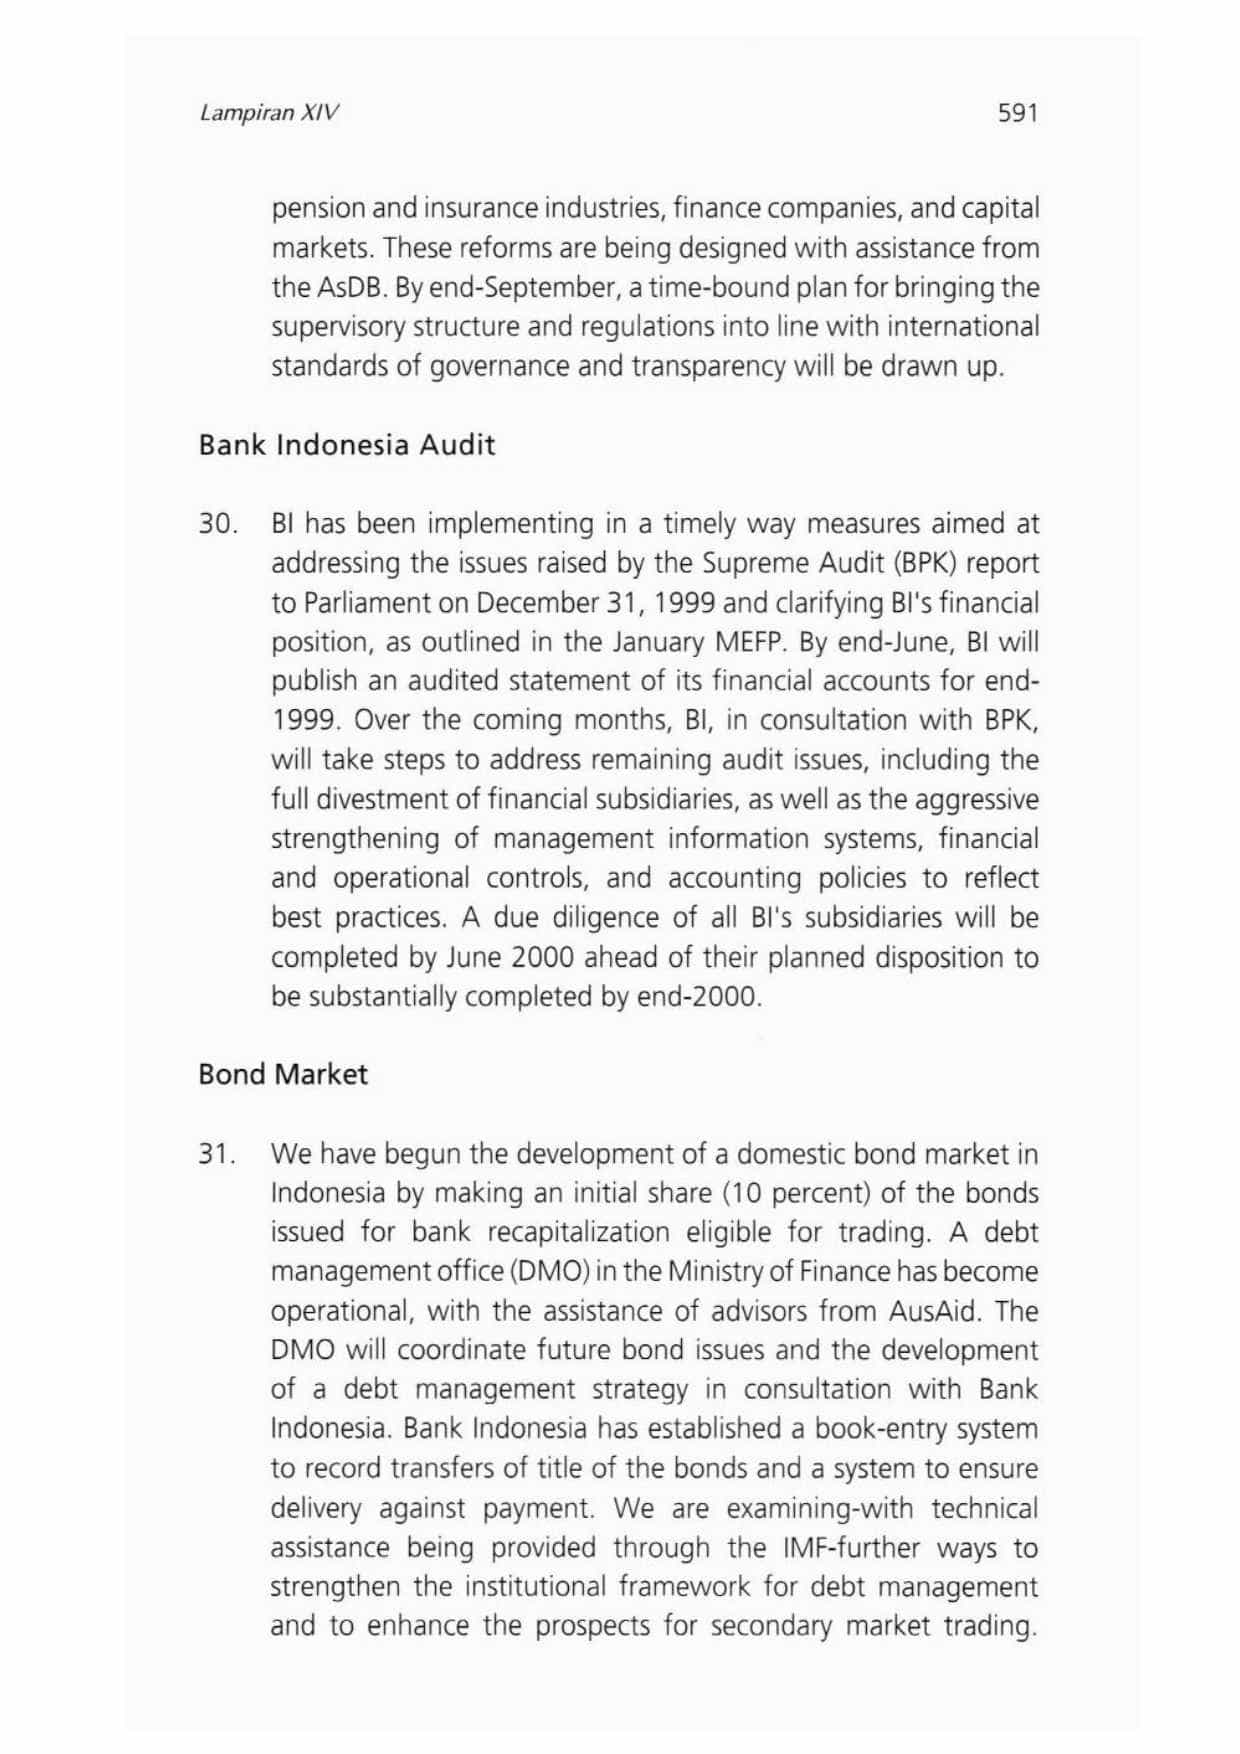 Lampiran XIV 591
pension and insurance industries, finance companies, and capital
markets. These reforms are being designed with assistance from
the AsDB. By end-September, a time-bound plan for bringing the
supervisory structure and regulations into line with international
standards of governance and transparency will be drawn up.
Bank Indonesia Audit
30. BI has been implementing in a timely way measures aimed at
addressing the issues raised by the Supreme Audit (BPK) report
to Parliament on December 31, 1999 and clarifying BI's financial
position, as outlined in the January MEFP. By end-June, BI will
publish an audited statement of its financial accounts for end-
1999. Over the coming months, BI, in consultation with BPK,
will take steps to address remaining audit issues, including the
full divestment of financial subsidiaries, as well as the aggressive
strengthening of management information systems, financial
and operational controls, and accounting policies to reflect
best practices. A due diligence of all BI's subsidiaries will be
completed by June 2000 ahead of their planned disposition to
be substantially completed by end-2000.
Bond Market
31. We have begun the development of a domestic bond market in
Indonesia by making an initial share (10 percent) of the bonds
issued for bank recapitalization eligible for trading. A debt
management office (DMO) in the Ministry of Finance has become
operational, with the assistance of advisors from AusAid. The
DMO will coordinate future bond issues and the development
of a debt management strategy in consultation with Bank
Indonesia. Bank Indonesia has established a book-entry system
to record transfers of title of the bonds and a system to ensure
delivery against payment. We are examining-with technical
assistance being provided through the IMF-further ways to
strengthen the institutional framework for debt management
and to enhance the prospects for secondary market trading.